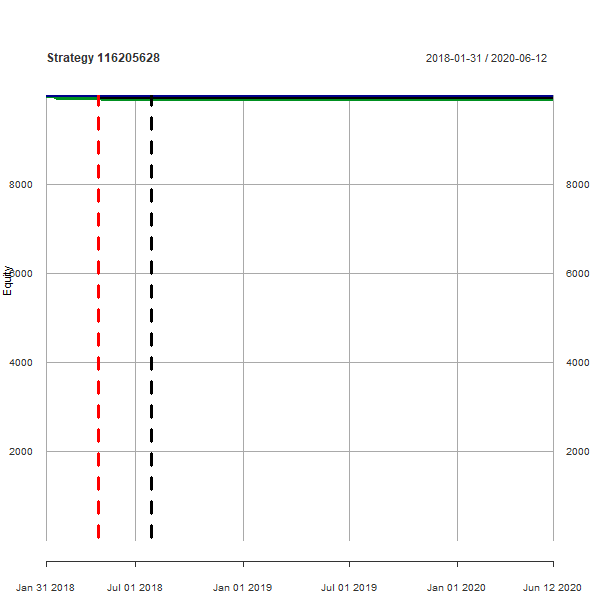 Strategy 116205628
2018-01-31 / 2020-06-12
8000
8000
Equity
6000
6000
4000
4000
2000
2000
Jan 31 2018
Jul 01 2018
Jan 01 2019
Jul 01 2019
Jan 01 2020
Jun 12 2020